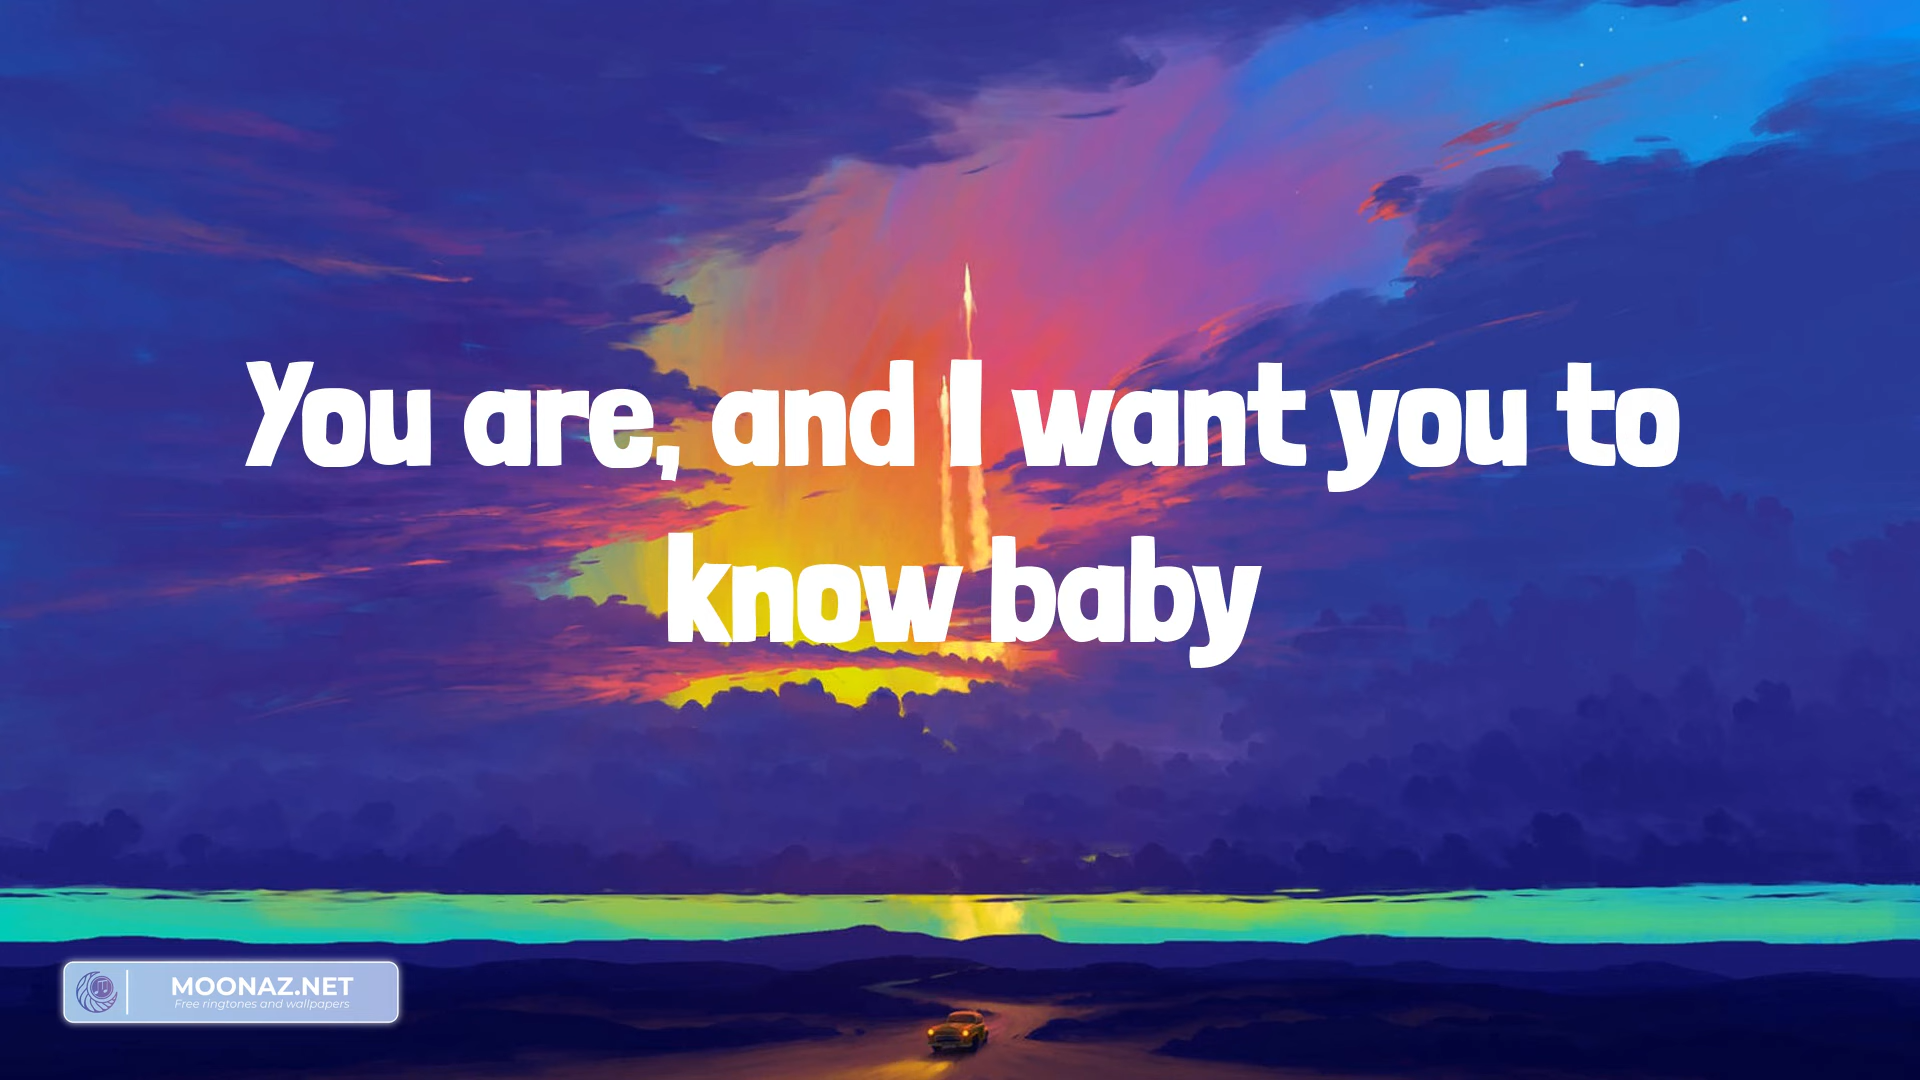 You are, and I want you to
know baby
MOONAZ.NET
Free ringtones and wallpapers